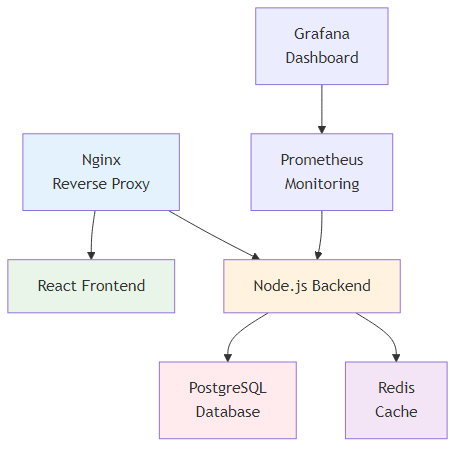 Grafana
Dashboard
Nginx
Reverse Proxy
Prometheus
Monitoring
React Frontend
Node.js Backend
PostgreSQL
Database
Redis
Cache